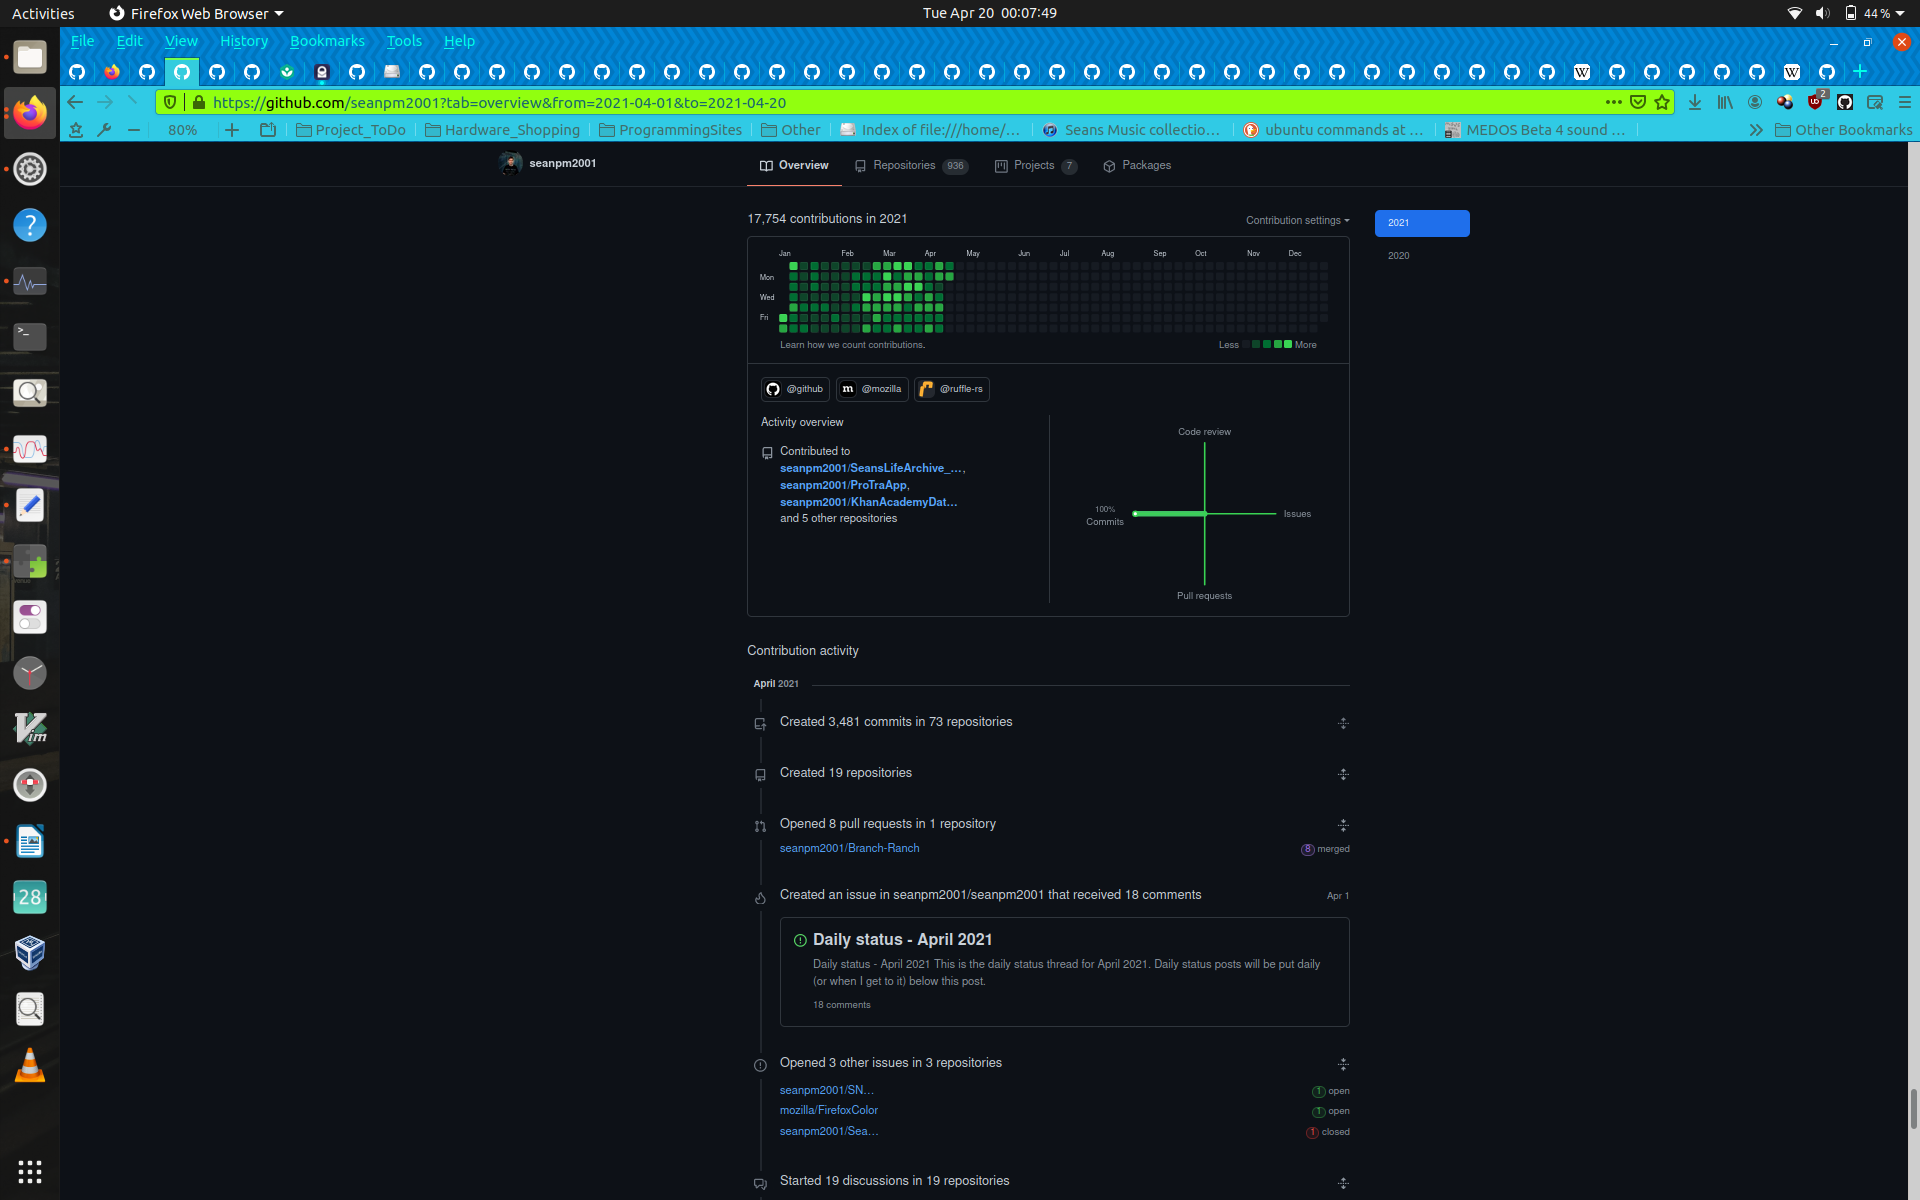 Activities
Firefox Web Browser
Tue Apr 20 00:07:49
44 %
File Edit View History Bookmarks Tools Help
https://github.com/seanpm2001?tab=overview&from=2021-04-01&to=2021-04-20
2
80%
Project_ToDo
Hardware_Shopping
ProgrammingSites
Other
Index of file:///home/...
Seans Music collectio...
ubuntu commands at ...
MEDOS Beta 4 sound ...
Other Bookmarks
seanpm2001
Overview
Repositories 936
Projects 7
Packages
17,754 contributions in 2021
Contribution settings
2021
2020
Jan Feb Mar Apr May Jun Jul Aug Sep Oct Nov Dec
Mon
Wed
Fri
Learn how we count contributions.
Less More
@github
@mozilla
@ruffle-rs
Activity overview
Contributed to
seanpm2001/SeansLifeArchive_...,
seanpm2001/ProTraApp,
seanpm2001/KhanAcademyDat...
and 5 other repositories
Code review
100%
Commits
Issues
Pull requests
Contribution activity
April 2021
Created 3,481 commits in 73 repositories
Created 19 repositories
Opened 8 pull requests in 1 repository
seanpm2001/Branch-Ranch
8 merged
Created an issue in seanpm2001/seanpm2001 that received 18 comments
Apr 1
Daily status - April 2021
Daily status - April 2021 This is the daily status thread for April 2021. Daily status posts will be put daily
(or when I get to it) below this post.
18 comments
Opened 3 other issues in 3 repositories
seanpm2001/SN...
1 open
mozilla/FirefoxColor
1 open
seanpm2001/Sea...
1 closed
Started 19 discussions in 19 repositories
28